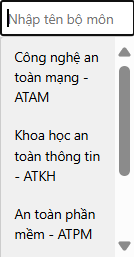 Nhập tên bộ môn
Công nghệ an
toàn mạng -
ATAM
Khoa học an
toàn thông tin
- ATKH
An toàn phần
mềm - ATPM